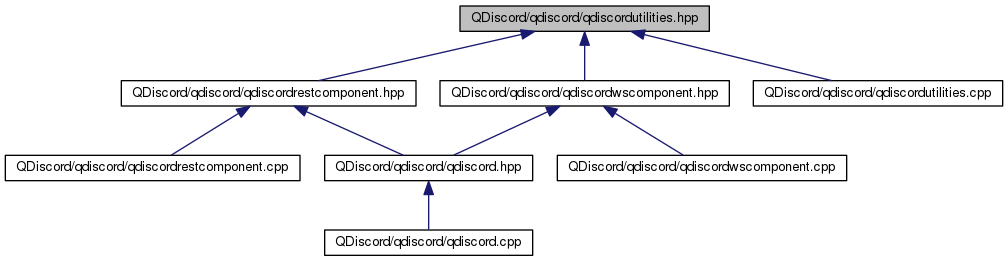 QDiscord/qdiscord/qdiscordutilities.hpp
QDiscord/qdiscord/qdiscordrestcomponent.hpp
QDiscord/qdiscord/qdiscordwscomponent.hpp
QDiscord/qdiscord/qdiscordutilities.cpp
QDiscord/qdiscord/qdiscordrestcomponent.cpp
QDiscord/qdiscord/qdiscord.hpp
QDiscord/qdiscord/qdiscordwscomponent.cpp
QDiscord/qdiscord/qdiscord.cpp